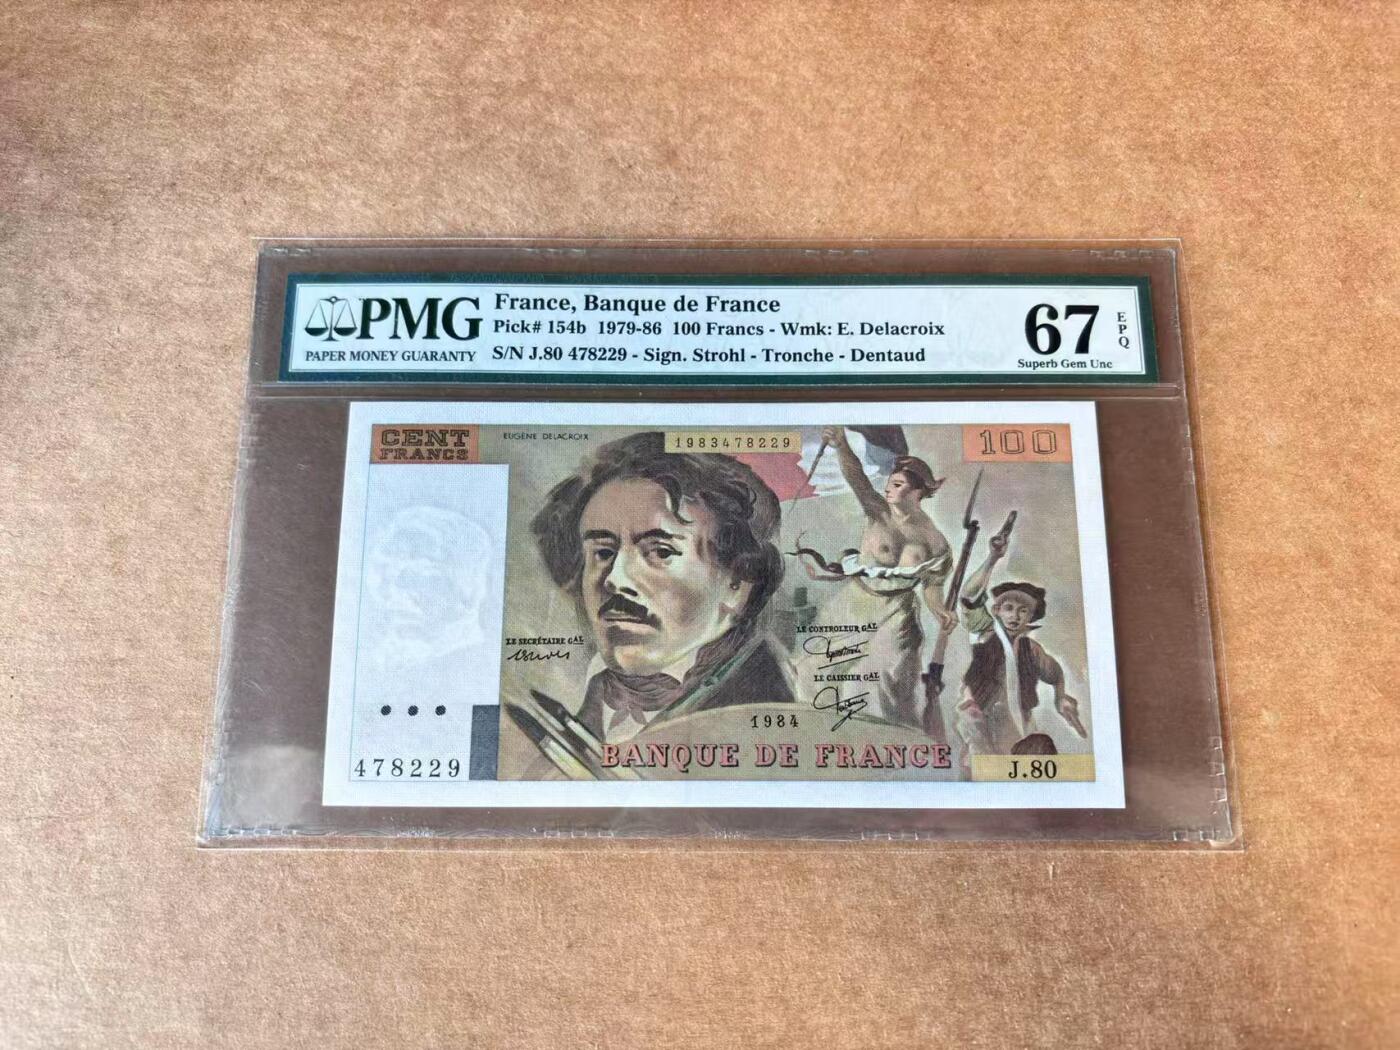 PMG
PAPER MONEY GUARANTY
France, Banque de France
Pick# 154b 1979-86 100 Francs - Wmk: E. Delacroix
S/N J.80 478229 - Sign. Strohl - Tronche - Dentaud
67
EPQ
Superb Gem Unc
CENT
FRANCS
EUGÈNE DELACROIX
1983478229
100
LE SECRÉTAIRE GAL
LE CONTROLEUR GAL
LE CAISSIER GAL
1984
BANQUE DE FRANCE
478229
J.80